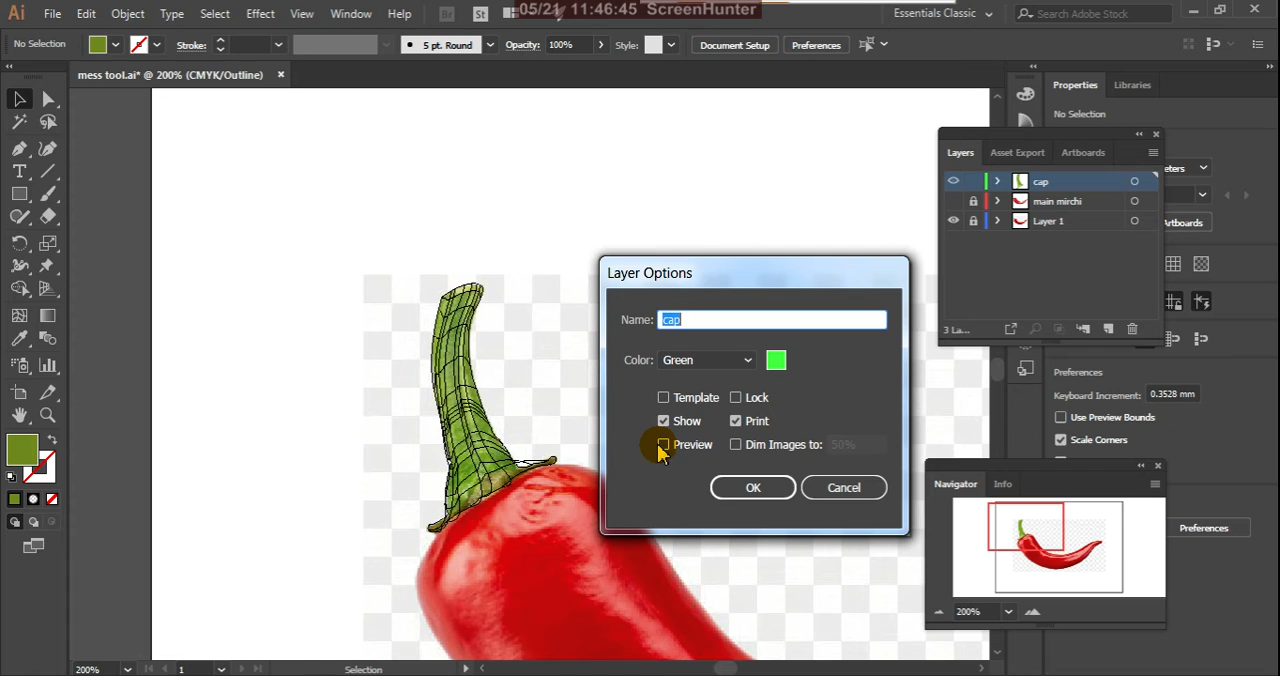 05/21 11:46:45 ScreenHunter
Ai File Edit Object Type Select Effect View Window Help Br St Essentials Classic Search Adobe Stock
No Selection Stroke: 5 pt. Round Opacity: 100% Style: Document Setup Preferences
mess tool.ai* @ 200% (CMYK/Outline)
Properties Libraries
No Selection
Layers Asset Export Artboards
eters
cap
main mirchi
Layer 1
Artboards
3 La...
Layer Options
Name: cap
Color: Green
Template Lock
Show Print
Preview Dim Images to: 50%
OK Cancel
Preferences
Keyboard Increment: 0.3528 mm
Use Preview Bounds
Scale Corners
Navigator Info
Preferences
200%
200% 1 Selection